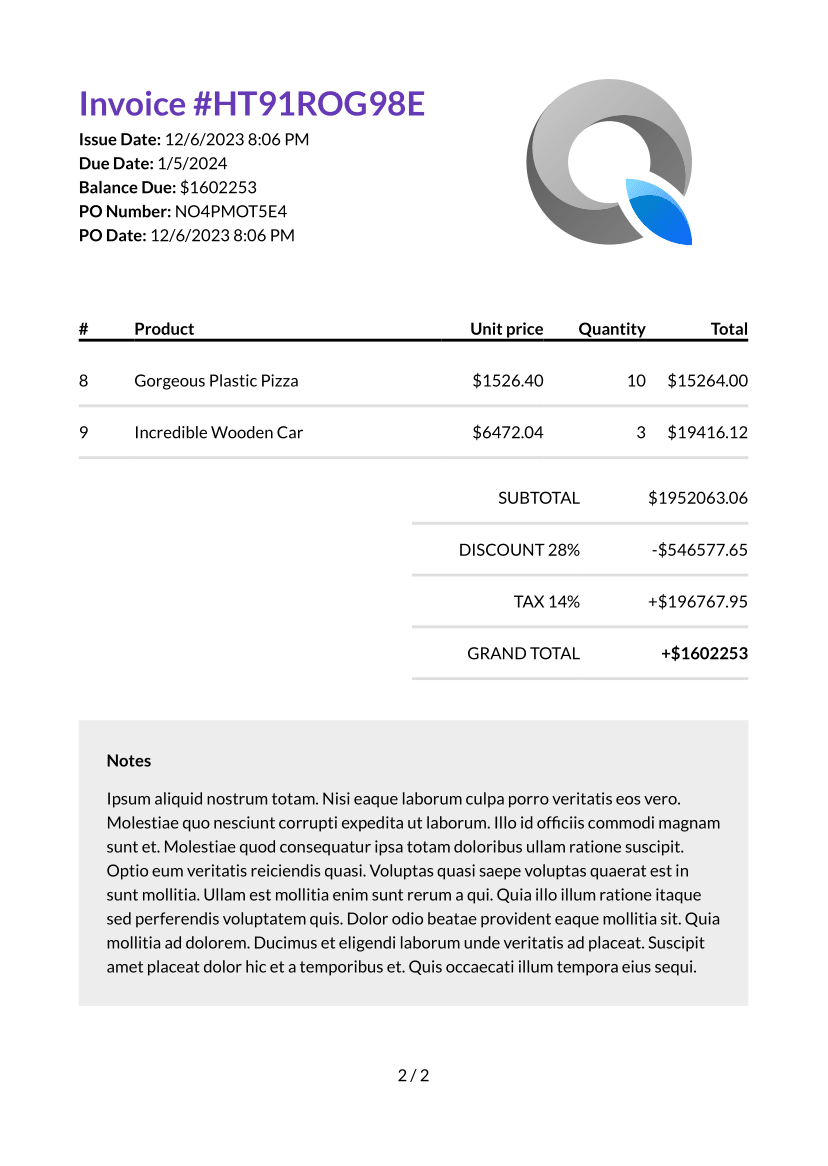 Invoice #HT91ROG98E
Issue Date: 12/6/2023 8:06 PM
Due Date: 1/5/2024
Balance Due: $1602253
PO Number: NO4PMOT5E4
PO Date: 12/6/2023 8:06 PM
# Product Unit price Quantity Total
8 Gorgeous Plastic Pizza $1526.40 10 $15264.00
9 Incredible Wooden Car $6472.04 3 $19416.12
SUBTOTAL $1952063.06
DISCOUNT 28% -$546577.65
TAX 14% +$196767.95
GRAND TOTAL +$1602253
Notes
Ipsum aliquid nostrum totam. Nisi eaque laborum culpa porro veritatis eos vero.
Molestiae quo nesciunt corrupti expedita ut laborum. Illo id officiis commodi magnam
sunt et. Molestiae quod consequatur ipsa totam doloribus ullam ratione suscipit.
Optio eum veritatis reiciendis quasi. Voluptas quasi saepe voluptas quaerat est in
sunt mollitia. Ullam est mollitia enim sunt rerum a qui. Quia illo illum ratione itaque
sed perferendis voluptatem quis. Dolor odio beatae provident eaque mollitia sit. Quia
mollitia ad dolorem. Ducimus et eligendi laborum unde veritatis ad placeat. Suscipit
amet placeat dolor hic et a temporibus et. Quis occaecati illum tempora eius sequi.
2 / 2